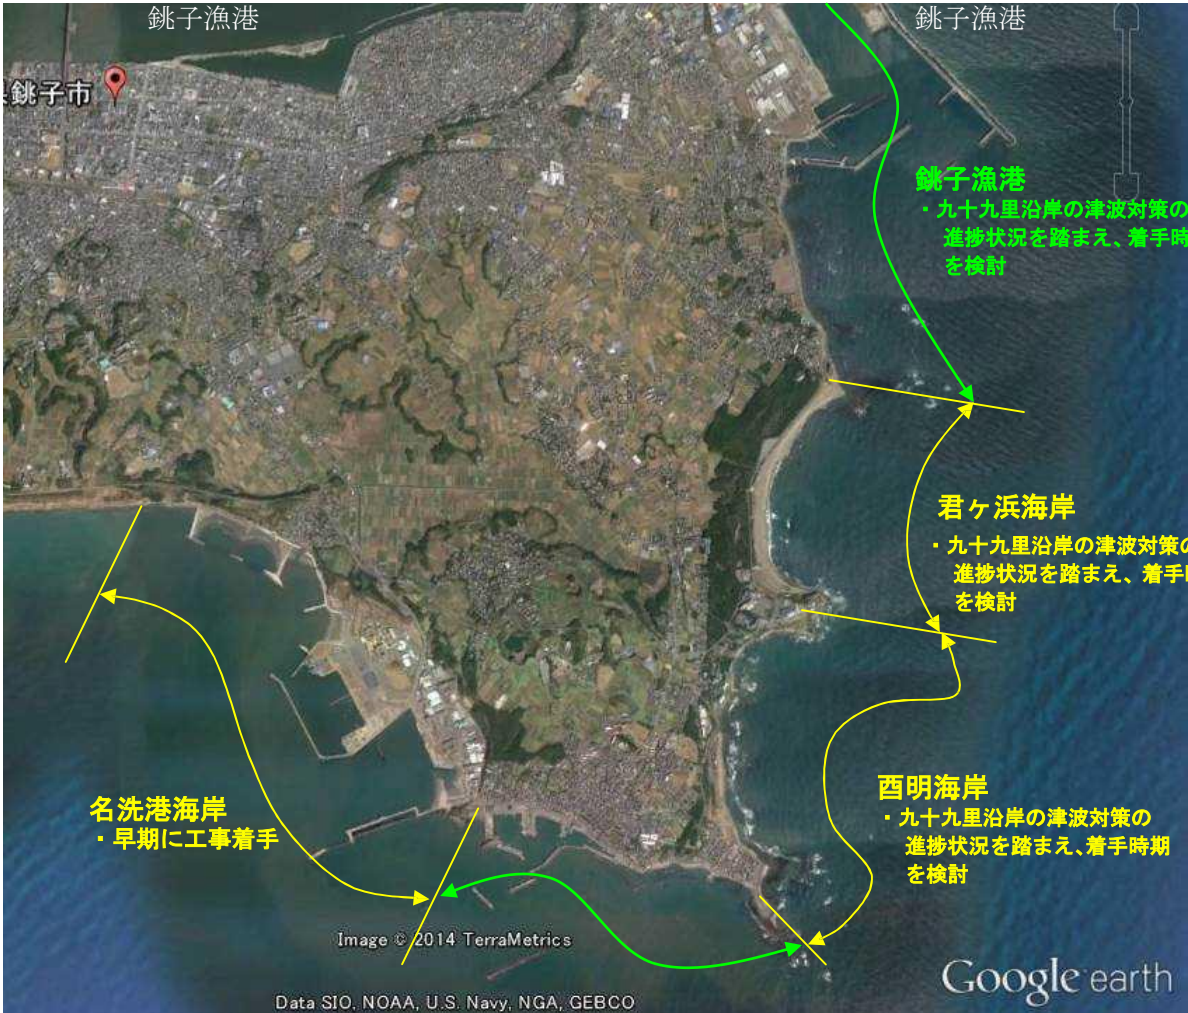 銚子漁港
銚子漁港
銚子市
銚子漁港
・九十九里沿岸の津波対策の
進捗状況を踏まえ、着手時
を検討
君ヶ浜海岸
・九十九里沿岸の津波対策の
進捗状況を踏まえ、着手時
を検討
酉明海岸
・九十九里沿岸の津波対策の
進捗状況を踏まえ、着手時期
を検討
名洗港海岸
・早期に工事着手
Image © 2014 TerraMetrics
Data SIO, NOAA, U.S. Navy, NGA, GEBCO
Google earth